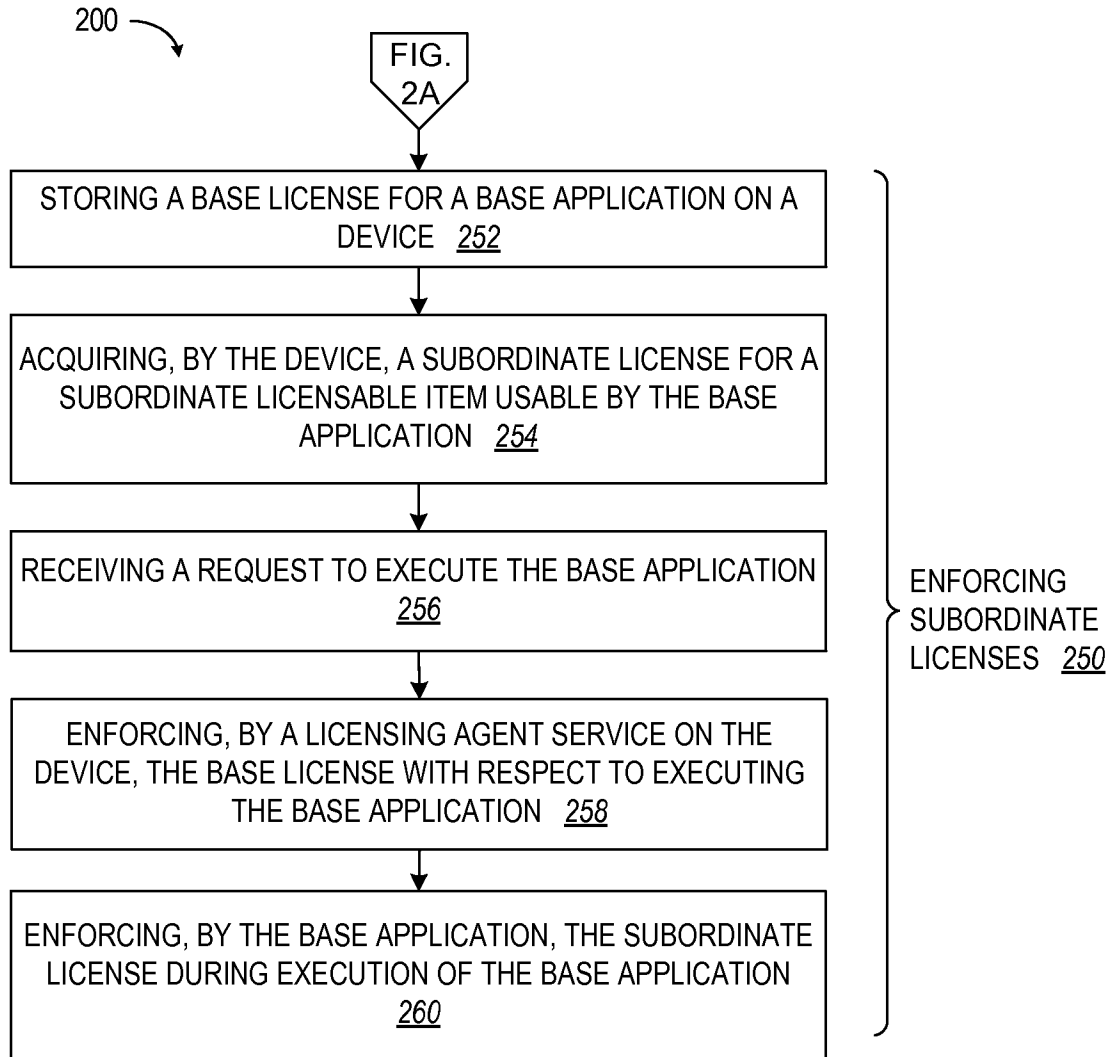 200
FIG.
2A
STORING A BASE LICENSE FOR A BASE APPLICATION ON A
DEVICE 252
ACQUIRING, BY THE DEVICE, A SUBORDINATE LICENSE FOR A
SUBORDINATE LICENSABLE ITEM USABLE BY THE BASE
APPLICATION 254
RECEIVING A REQUEST TO EXECUTE THE BASE APPLICATION
256
ENFORCING, BY A LICENSING AGENT SERVICE ON THE
DEVICE, THE BASE LICENSE WITH RESPECT TO EXECUTING
THE BASE APPLICATION 258
ENFORCING, BY THE BASE APPLICATION, THE SUBORDINATE
LICENSE DURING EXECUTION OF THE BASE APPLICATION
260
ENFORCING
SUBORDINATE
LICENSES 250